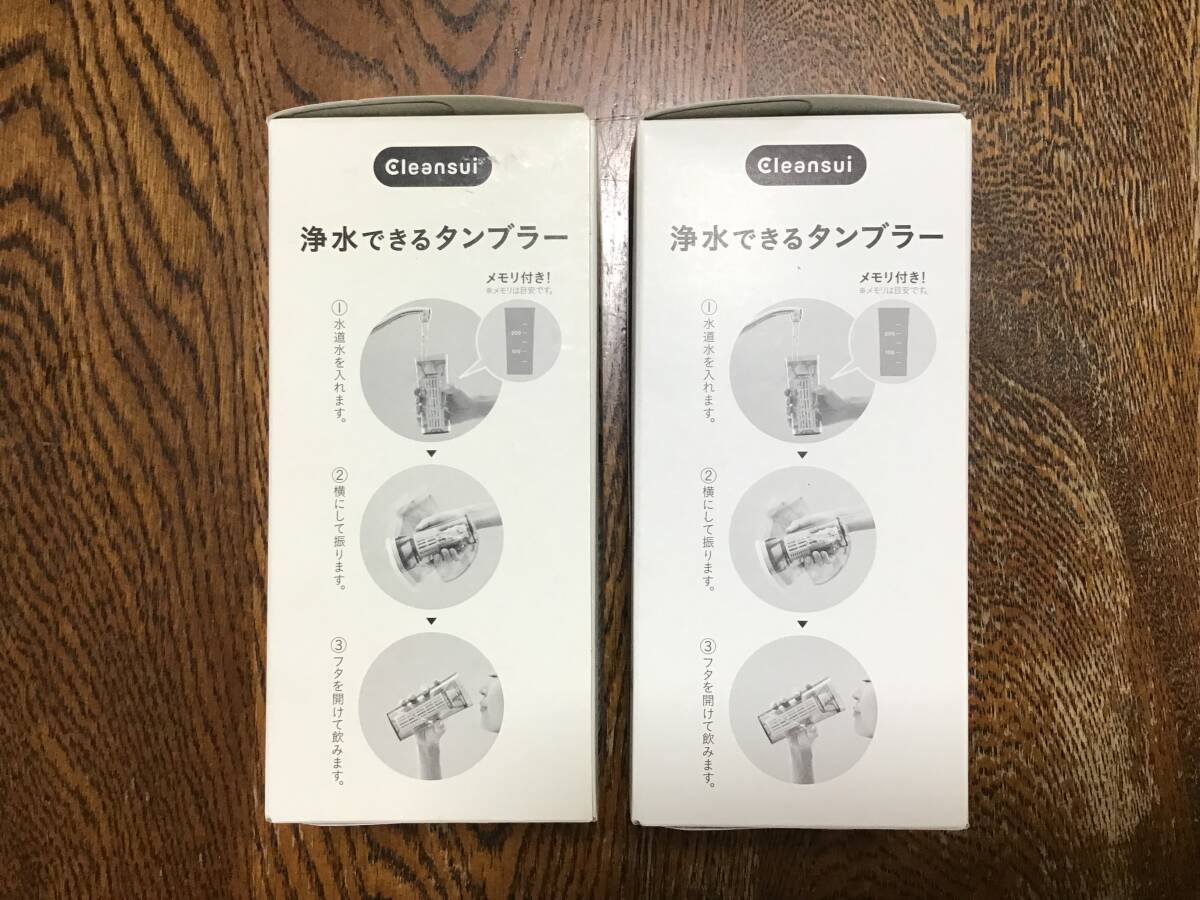 Cleansui
浄水できるタンブラー
メモリ付き!
※メモリは目安です。
① 水道水を入れます。
200
100
② 横にして振ります。
③ フタを開けて飲みます。
Cleansui
浄水できるタンブラー
メモリ付き!
※メモリは目安です。
① 水道水を入れます。
200
100
② 横にして振ります。
③ フタを開けて飲みます。